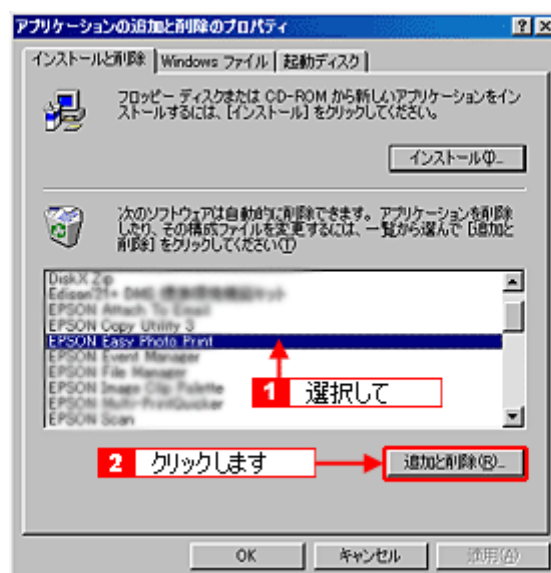 アプリケーションの追加と削除のプロパティ
インストールと削除 Windows ファイル 起動ディスク
フロッピー ディスクまたは CD-ROM から新しいアプリケーションをイン
ストールするには、[インストール] をクリックしてください。
インストール(I)...
次のソフトウェアは自動的に削除できます。アプリケーションを削除
したり、その構成ファイルを変更するには、一覧から選んで [追加と
削除] をクリックしてください(T)
DiskX Zip
Edison'21+
EPSON Attach To Email
EPSON Copy Utility 3
EPSON Easy Photo Print
EPSON Event Manager
EPSON File Manager
EPSON Image Clip Palette
EPSON Multi-PrintQuicker
EPSON Scan
1 選択して
2 クリックします
追加と削除(R)...
OK キャンセル 適用(A)